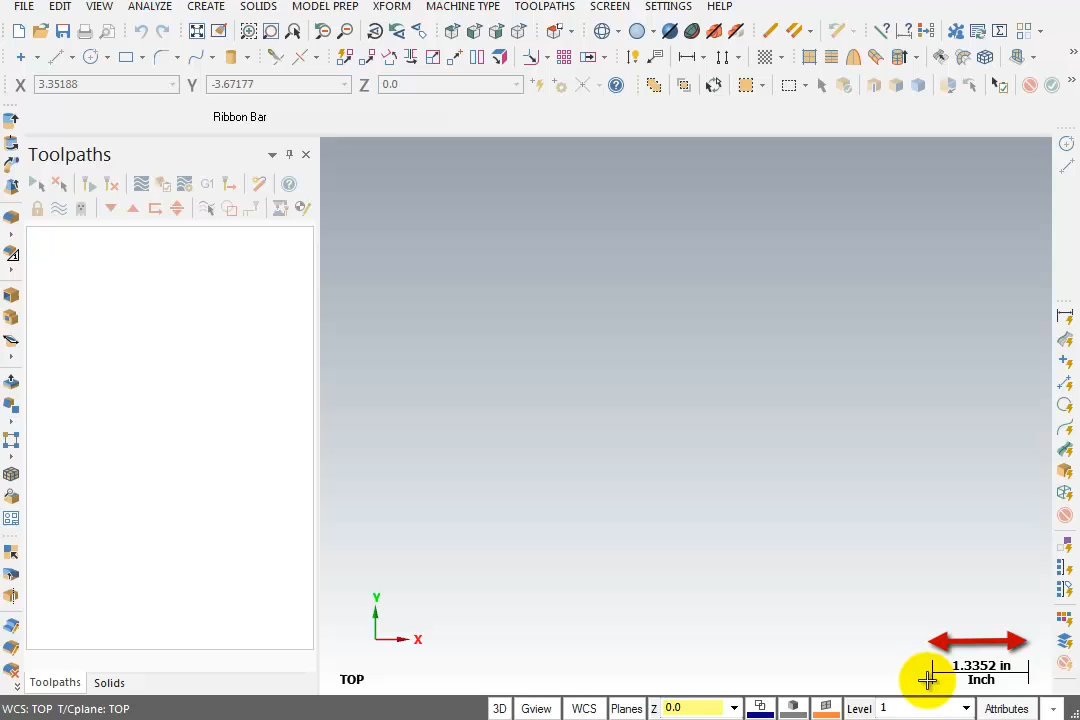 FILE EDIT VIEW ANALYZE CREATE SOLIDS MODEL PREP XFORM MACHINE TYPE TOOLPATHS SCREEN SETTINGS HELP
X 3.35188 Y -3.67177 Z 0.0
Ribbon Bar
Toolpaths
G1
Y
X
TOP
1.3352 in
Inch
Toolpaths Solids
WCS: TOP T/Cplane: TOP 3D Gview WCS Planes Z 0.0 Level 1 Attributes